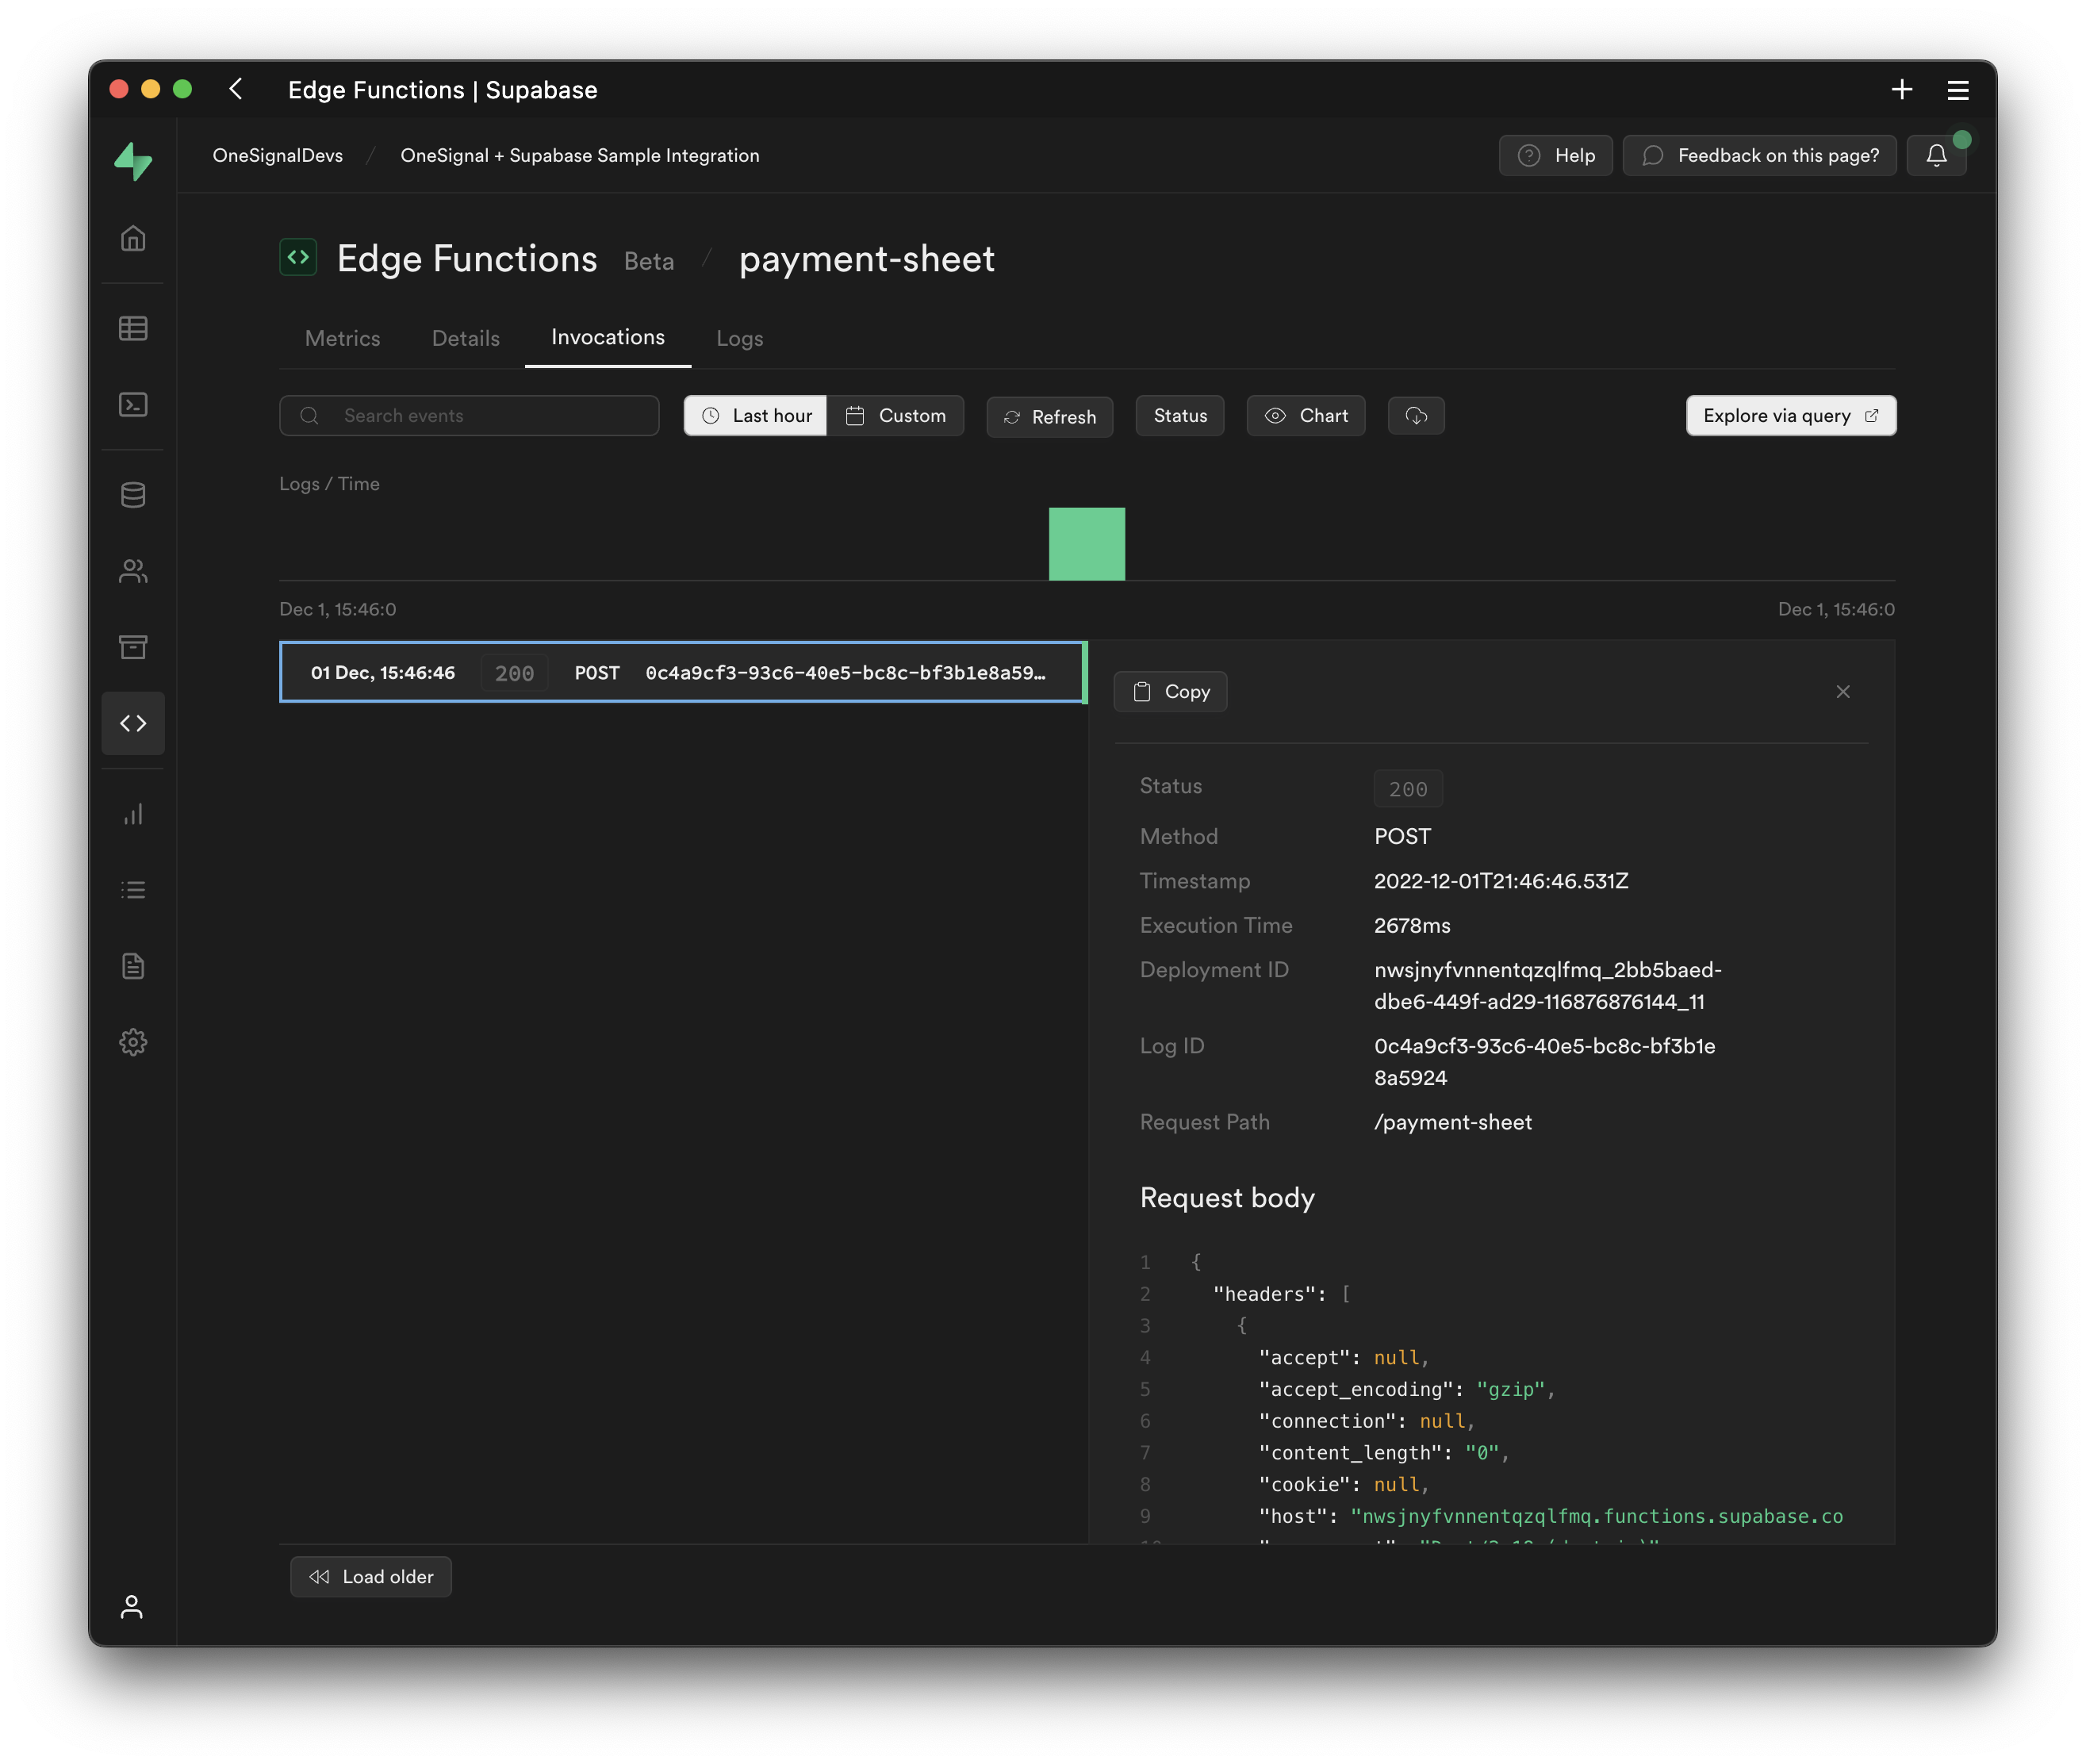 Edge Functions | Supabase
OneSignalDevs / OneSignal + Supabase Sample Integration
Help
Feedback on this page?
Edge Functions Beta / payment-sheet
Metrics
Details
Invocations
Logs
Search events
Last hour
Custom
Refresh
Status
Chart
Explore via query
Logs / Time
Dec 1, 15:46:0
Dec 1, 15:46:0
01 Dec, 15:46:46 200 POST 0c4a9cf3-93c6-40e5-bc8c-bf3b1e8a59…
Copy
Status 200
Method POST
Timestamp 2022-12-01T21:46:46.531Z
Execution Time 2678ms
Deployment ID nwsjnyfvnnentqzqlfmq_2bb5baed-
dbe6-449f-ad29-116876876144_11
Log ID 0c4a9cf3-93c6-40e5-bc8c-bf3b1e
8a5924
Request Path /payment-sheet
Request body
1 {
2 "headers": [
3 {
4 "accept": null,
5 "accept_encoding": "gzip",
6 "connection": null,
7 "content_length": "0",
8 "cookie": null,
9 "host": "nwsjnyfvnnentqzqlfmq.functions.supabase.co
Load older